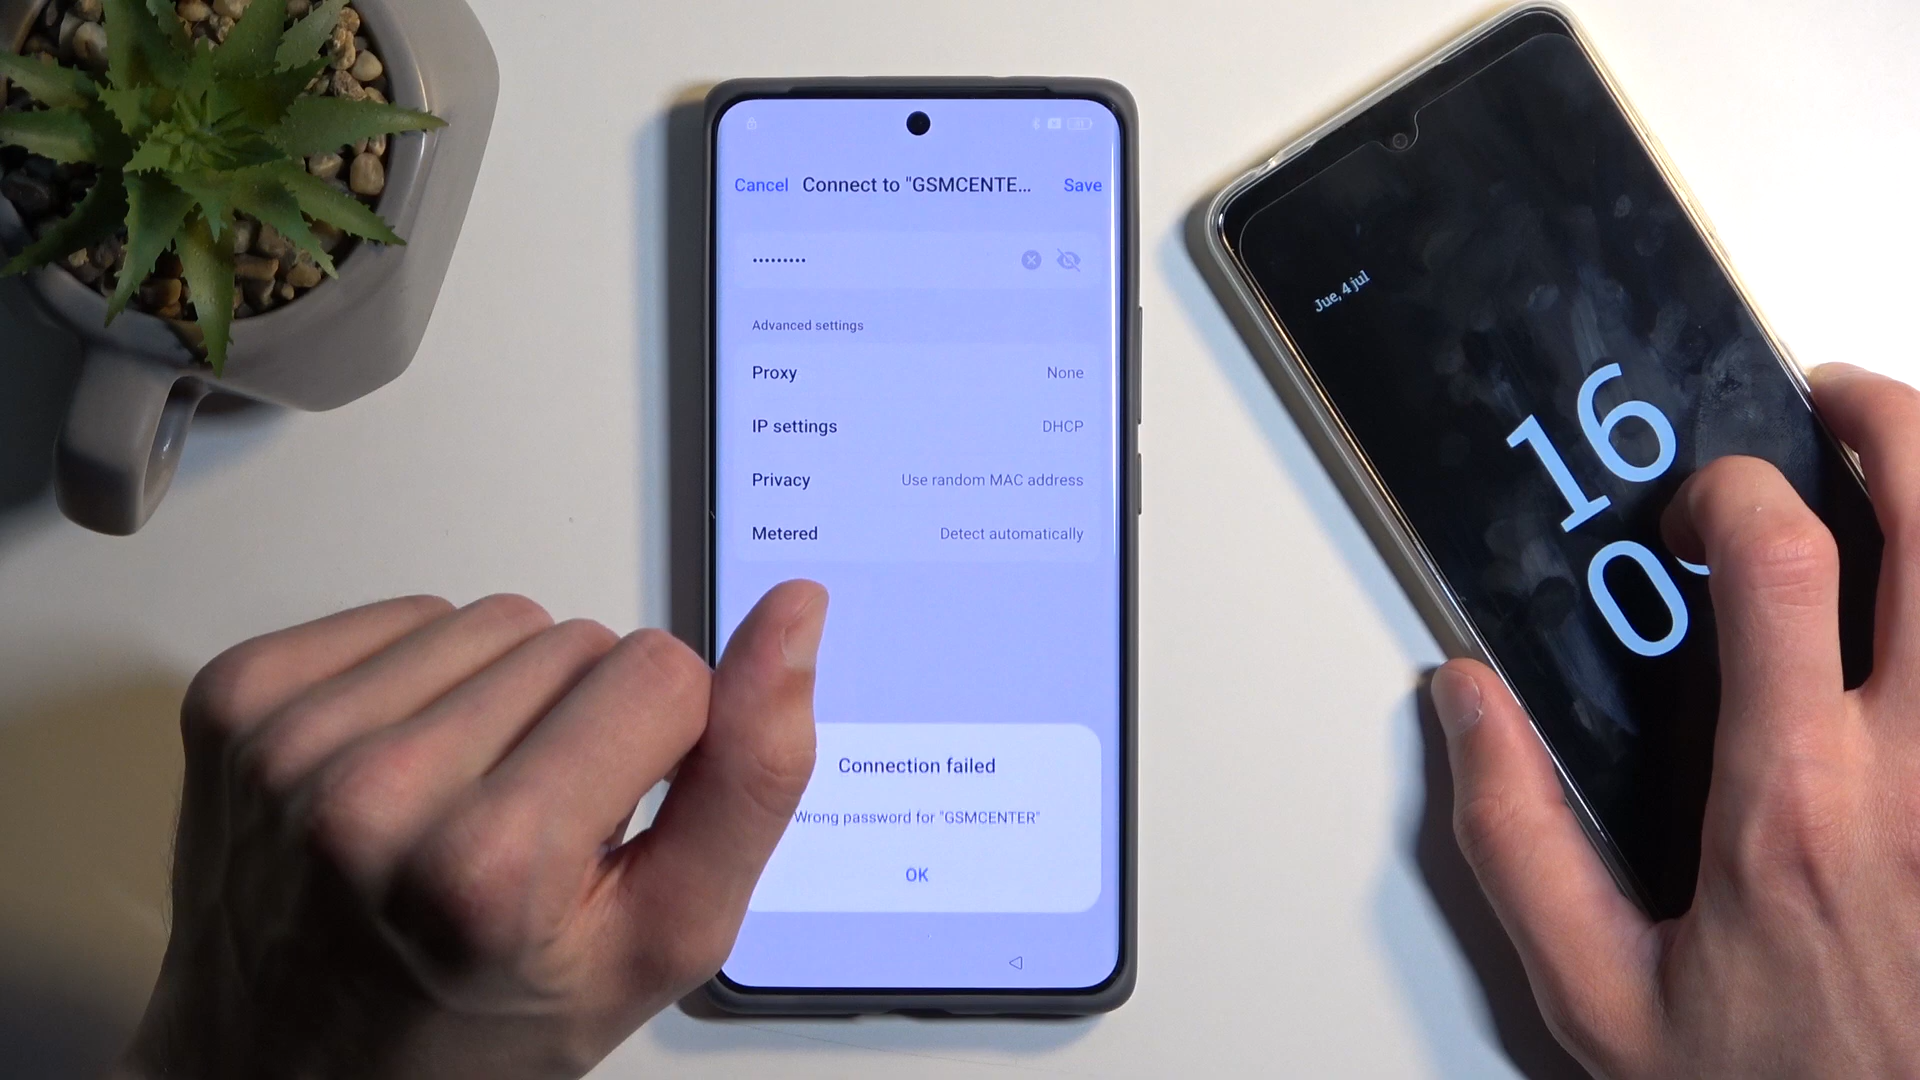 Cancel Connect to "GSMCENTE... Save
•••••••••
Advanced settings
Proxy None
IP settings DHCP
Privacy Use random MAC address
Metered Detect automatically
Connection failed
Wrong password for "GSMCENTER"
OK
Jue, 4 jul
16
0